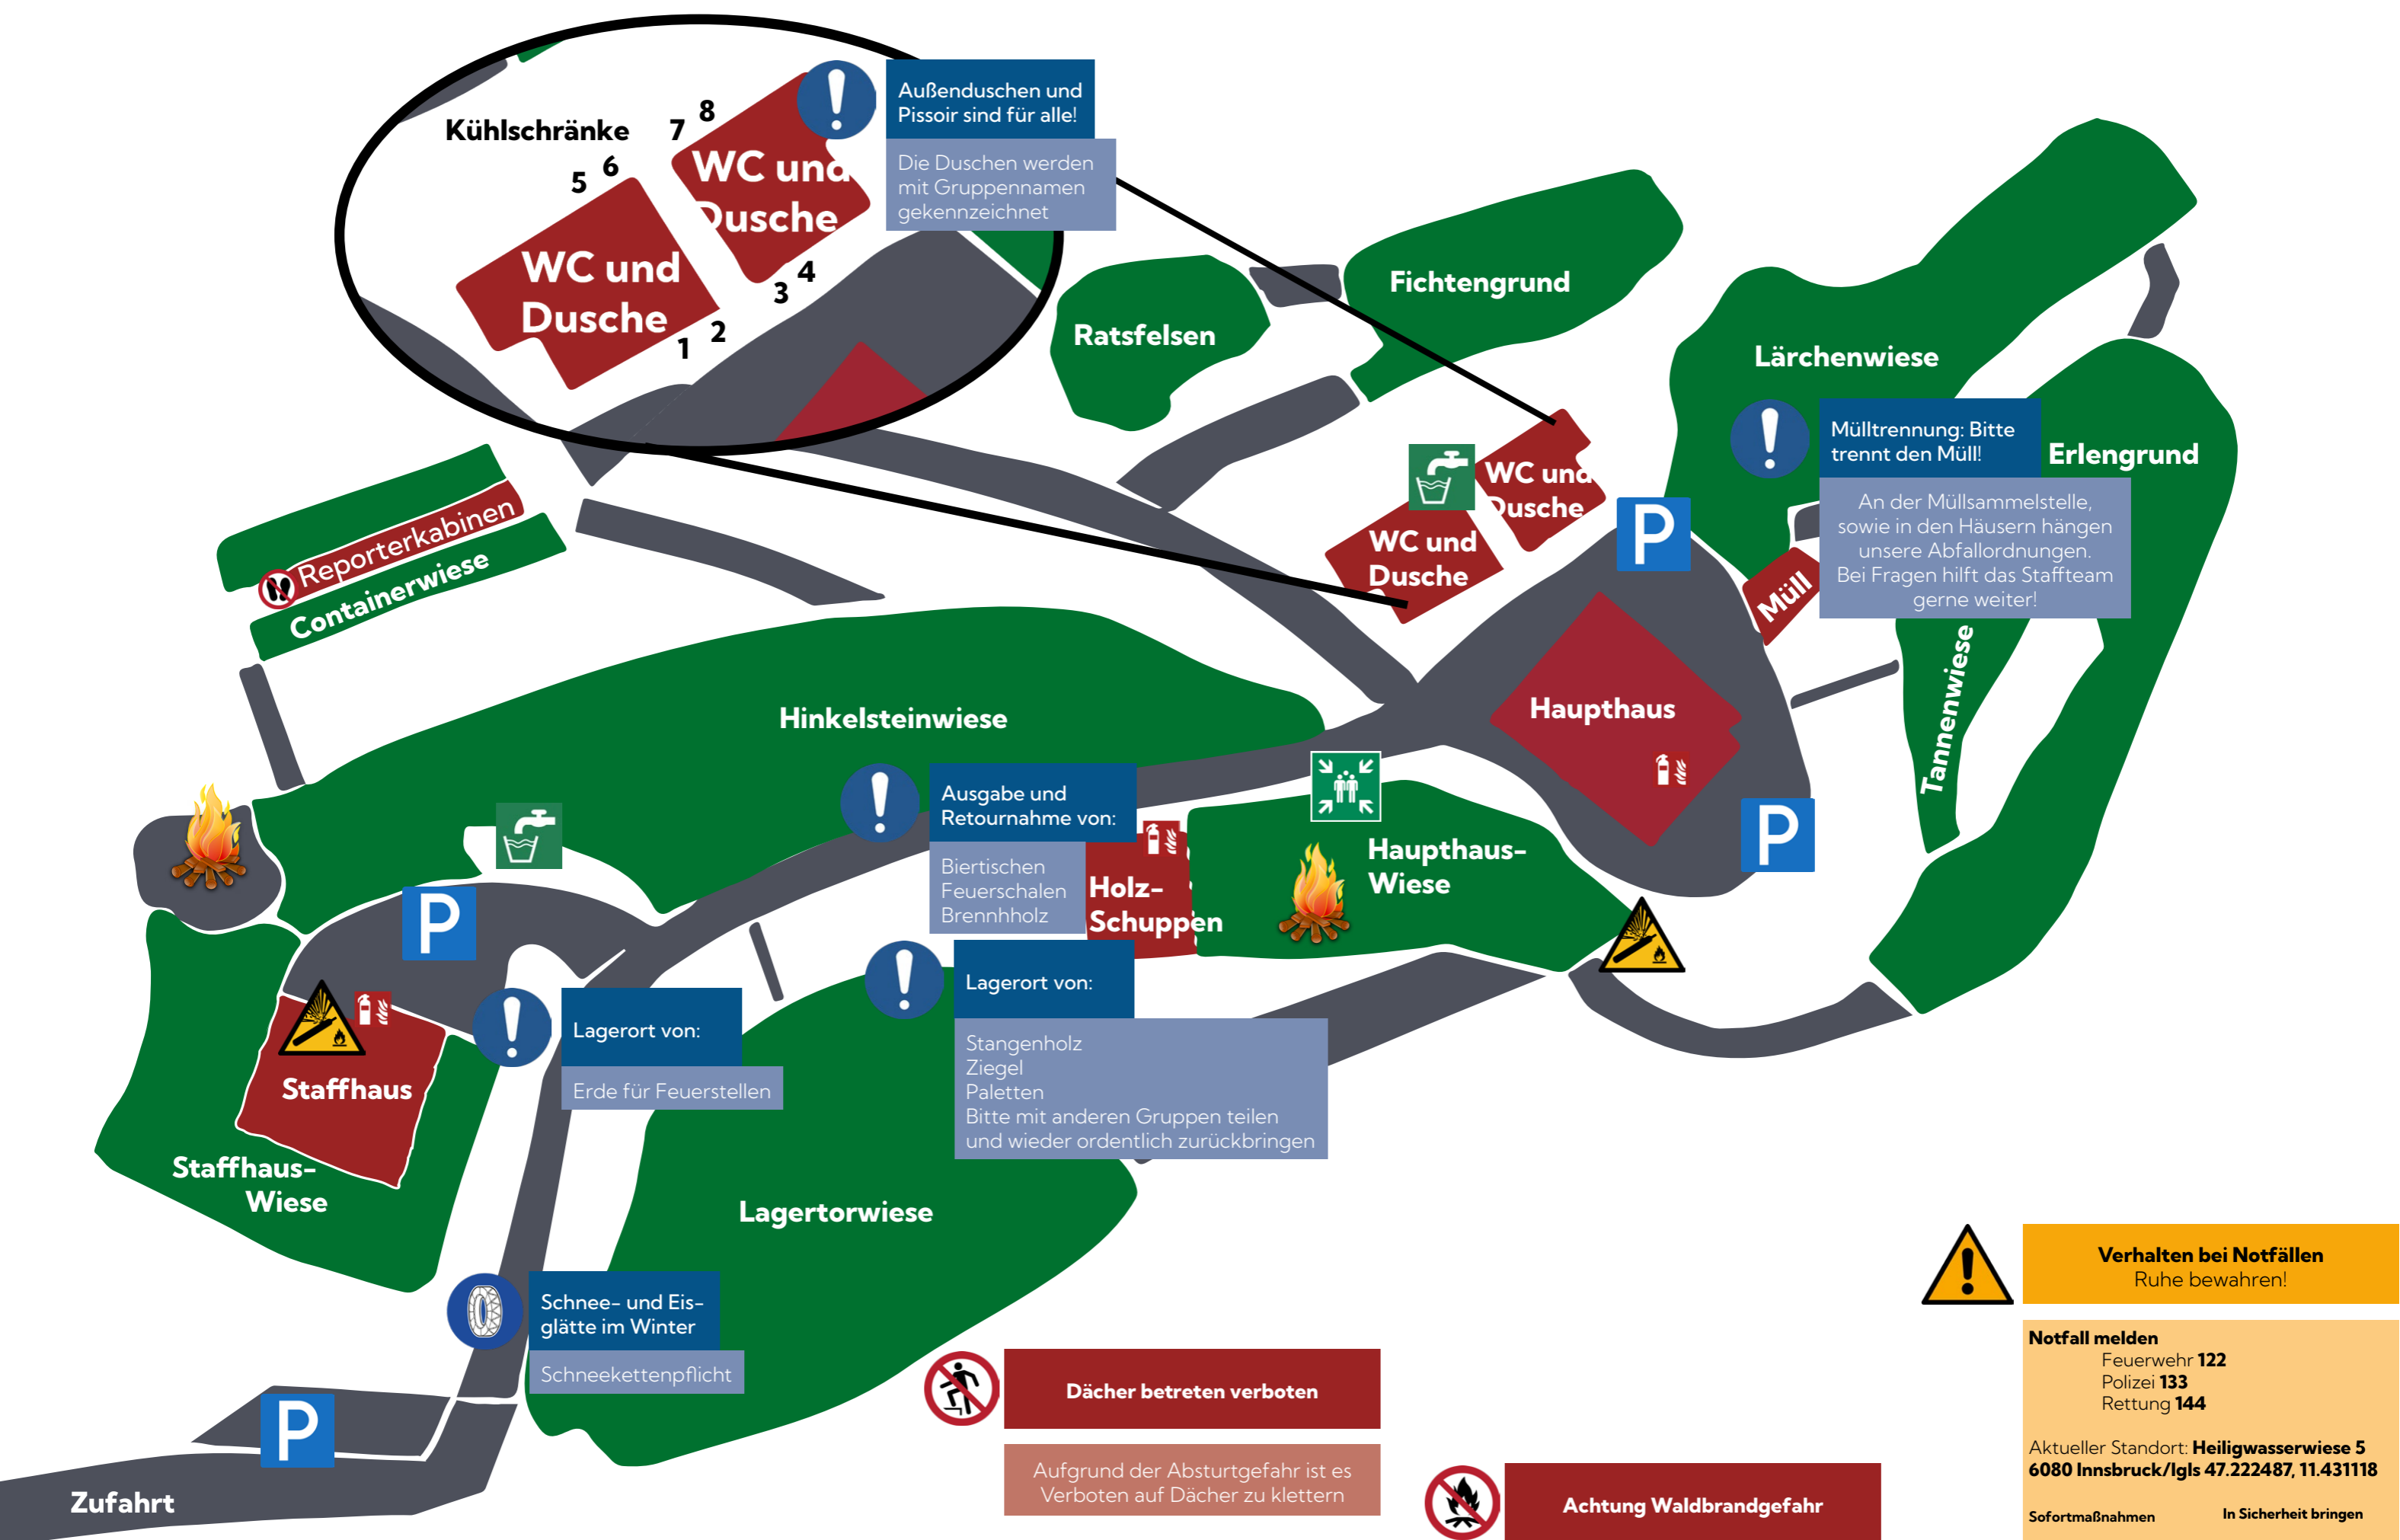 Außenduschen und
Pissoir sind für alle!
Die Duschen werden
mit Gruppennamen
gekennzeichnet
Kühlschränke
7
8
5
6
WC und
Dusche
WC und
Dusche
4
3
2
1
Ratsfelsen
Fichtengrund
Lärchenwiese
Mülltrennung: Bitte
trennt den Müll!
Erlengrund
An der Müllsammelstelle,
sowie in den Häusern hängen
unsere Abfallordnungen.
Bei Fragen hilft das Staffteam
gerne weiter!
WC und
Dusche
WC und
Dusche
P
Müll
Reporterkabinen
Containerwiese
Tannenwiese
Hinkelsteinwiese
Haupthaus
Ausgabe und
Retournahme von:
Biertischen
Feuerschalen
Brennhholz
Holz-
Schuppen
Haupthaus-
Wiese
P
P
Lagerort von:
Stangenholz
Ziegel
Paletten
Bitte mit anderen Gruppen teilen
und wieder ordentlich zurückbringen
Lagerort von:
Erde für Feuerstellen
Staffhaus
Staffhaus-
Wiese
Lagertorwiese
Schnee- und Eis-
glätte im Winter
Schneekettenpflicht
P
Zufahrt
Dächer betreten verboten
Aufgrund der Absturtgefahr ist es
Verboten auf Dächer zu klettern
Achtung Waldbrandgefahr
Verhalten bei Notfällen
Ruhe bewahren!
Notfall melden
Feuerwehr 122
Polizei 133
Rettung 144
Aktueller Standort: Heiligwasserwiese 5
6080 Innsbruck/Igls 47.222487, 11.431118
Sofortmaßnahmen In Sicherheit bringen